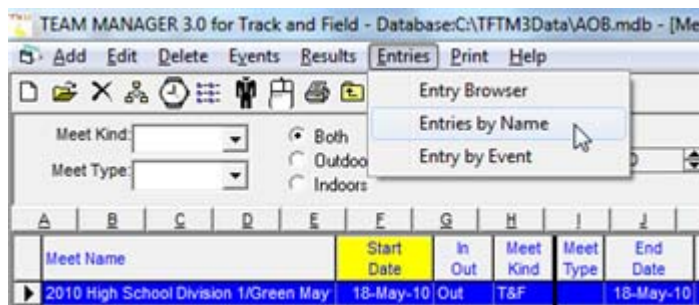 TEAM MANAGER 3.0 for Track and Field - Database:C:\TFTM3Data\AOB.mdb - [Me
Add Edit Delete Events Results Entries Print Help
Entry Browser
Entries by Name
Entry by Event
Meet Kind:
Both
Meet Type:
Outdoo
0
Indoors
A B C D E F G H I J
Meet Name Start Date In Out Meet Kind Meet Type End Date
2010 High School Division 1/Green May 18-May-10 Out T&F 18-May-10